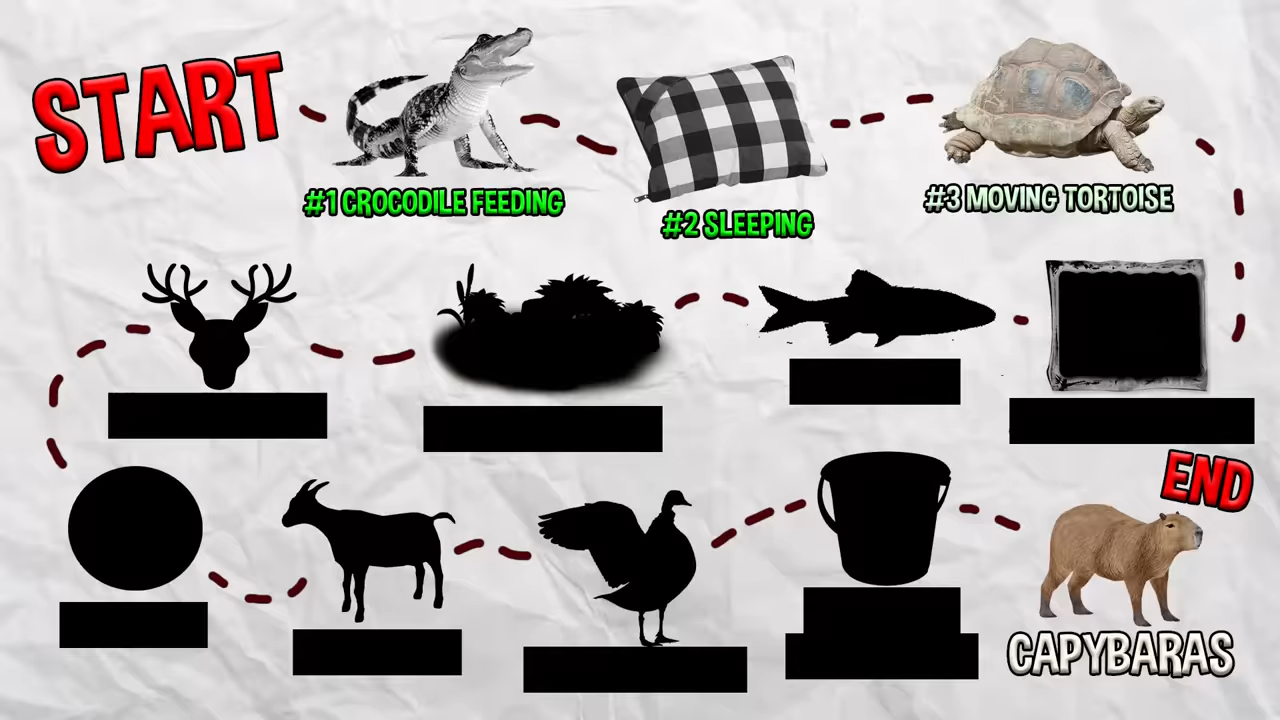 START
#1 CROCODILE FEEDING
#2 SLEEPING
#3 MOVING TORTOISE
END
CAPYBARAS